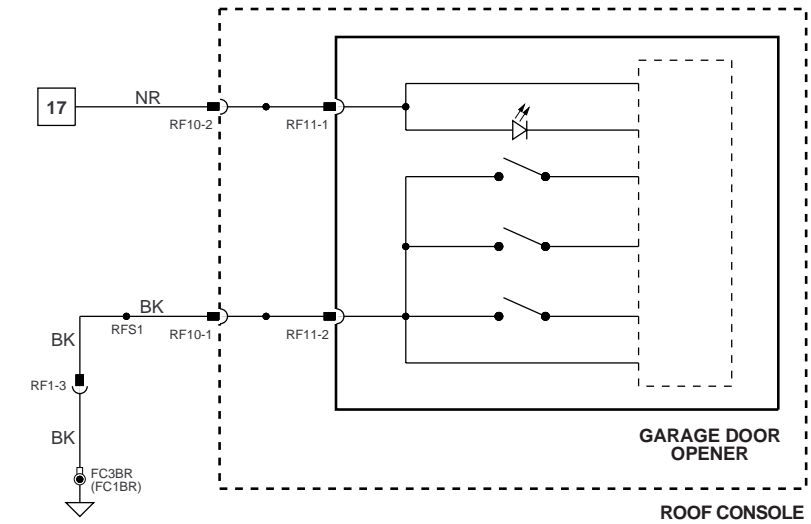 17
NR
RF10-2
RF11-1
BK
BK
RFS1
RF10-1
RF11-2
RF1-3
BK
FC3BR
(FC1BR)
GARAGE DOOR
OPENER
ROOF CONSOLE